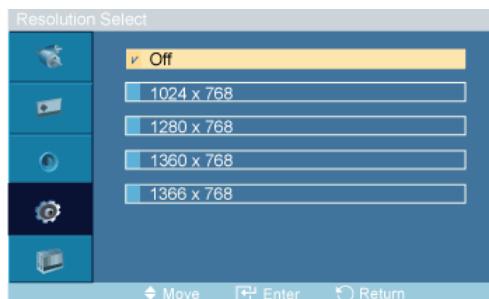 Resolution Select
Off
1024 x 768
1280 x 768
1360 x 768
1366 x 768
Move Enter Return